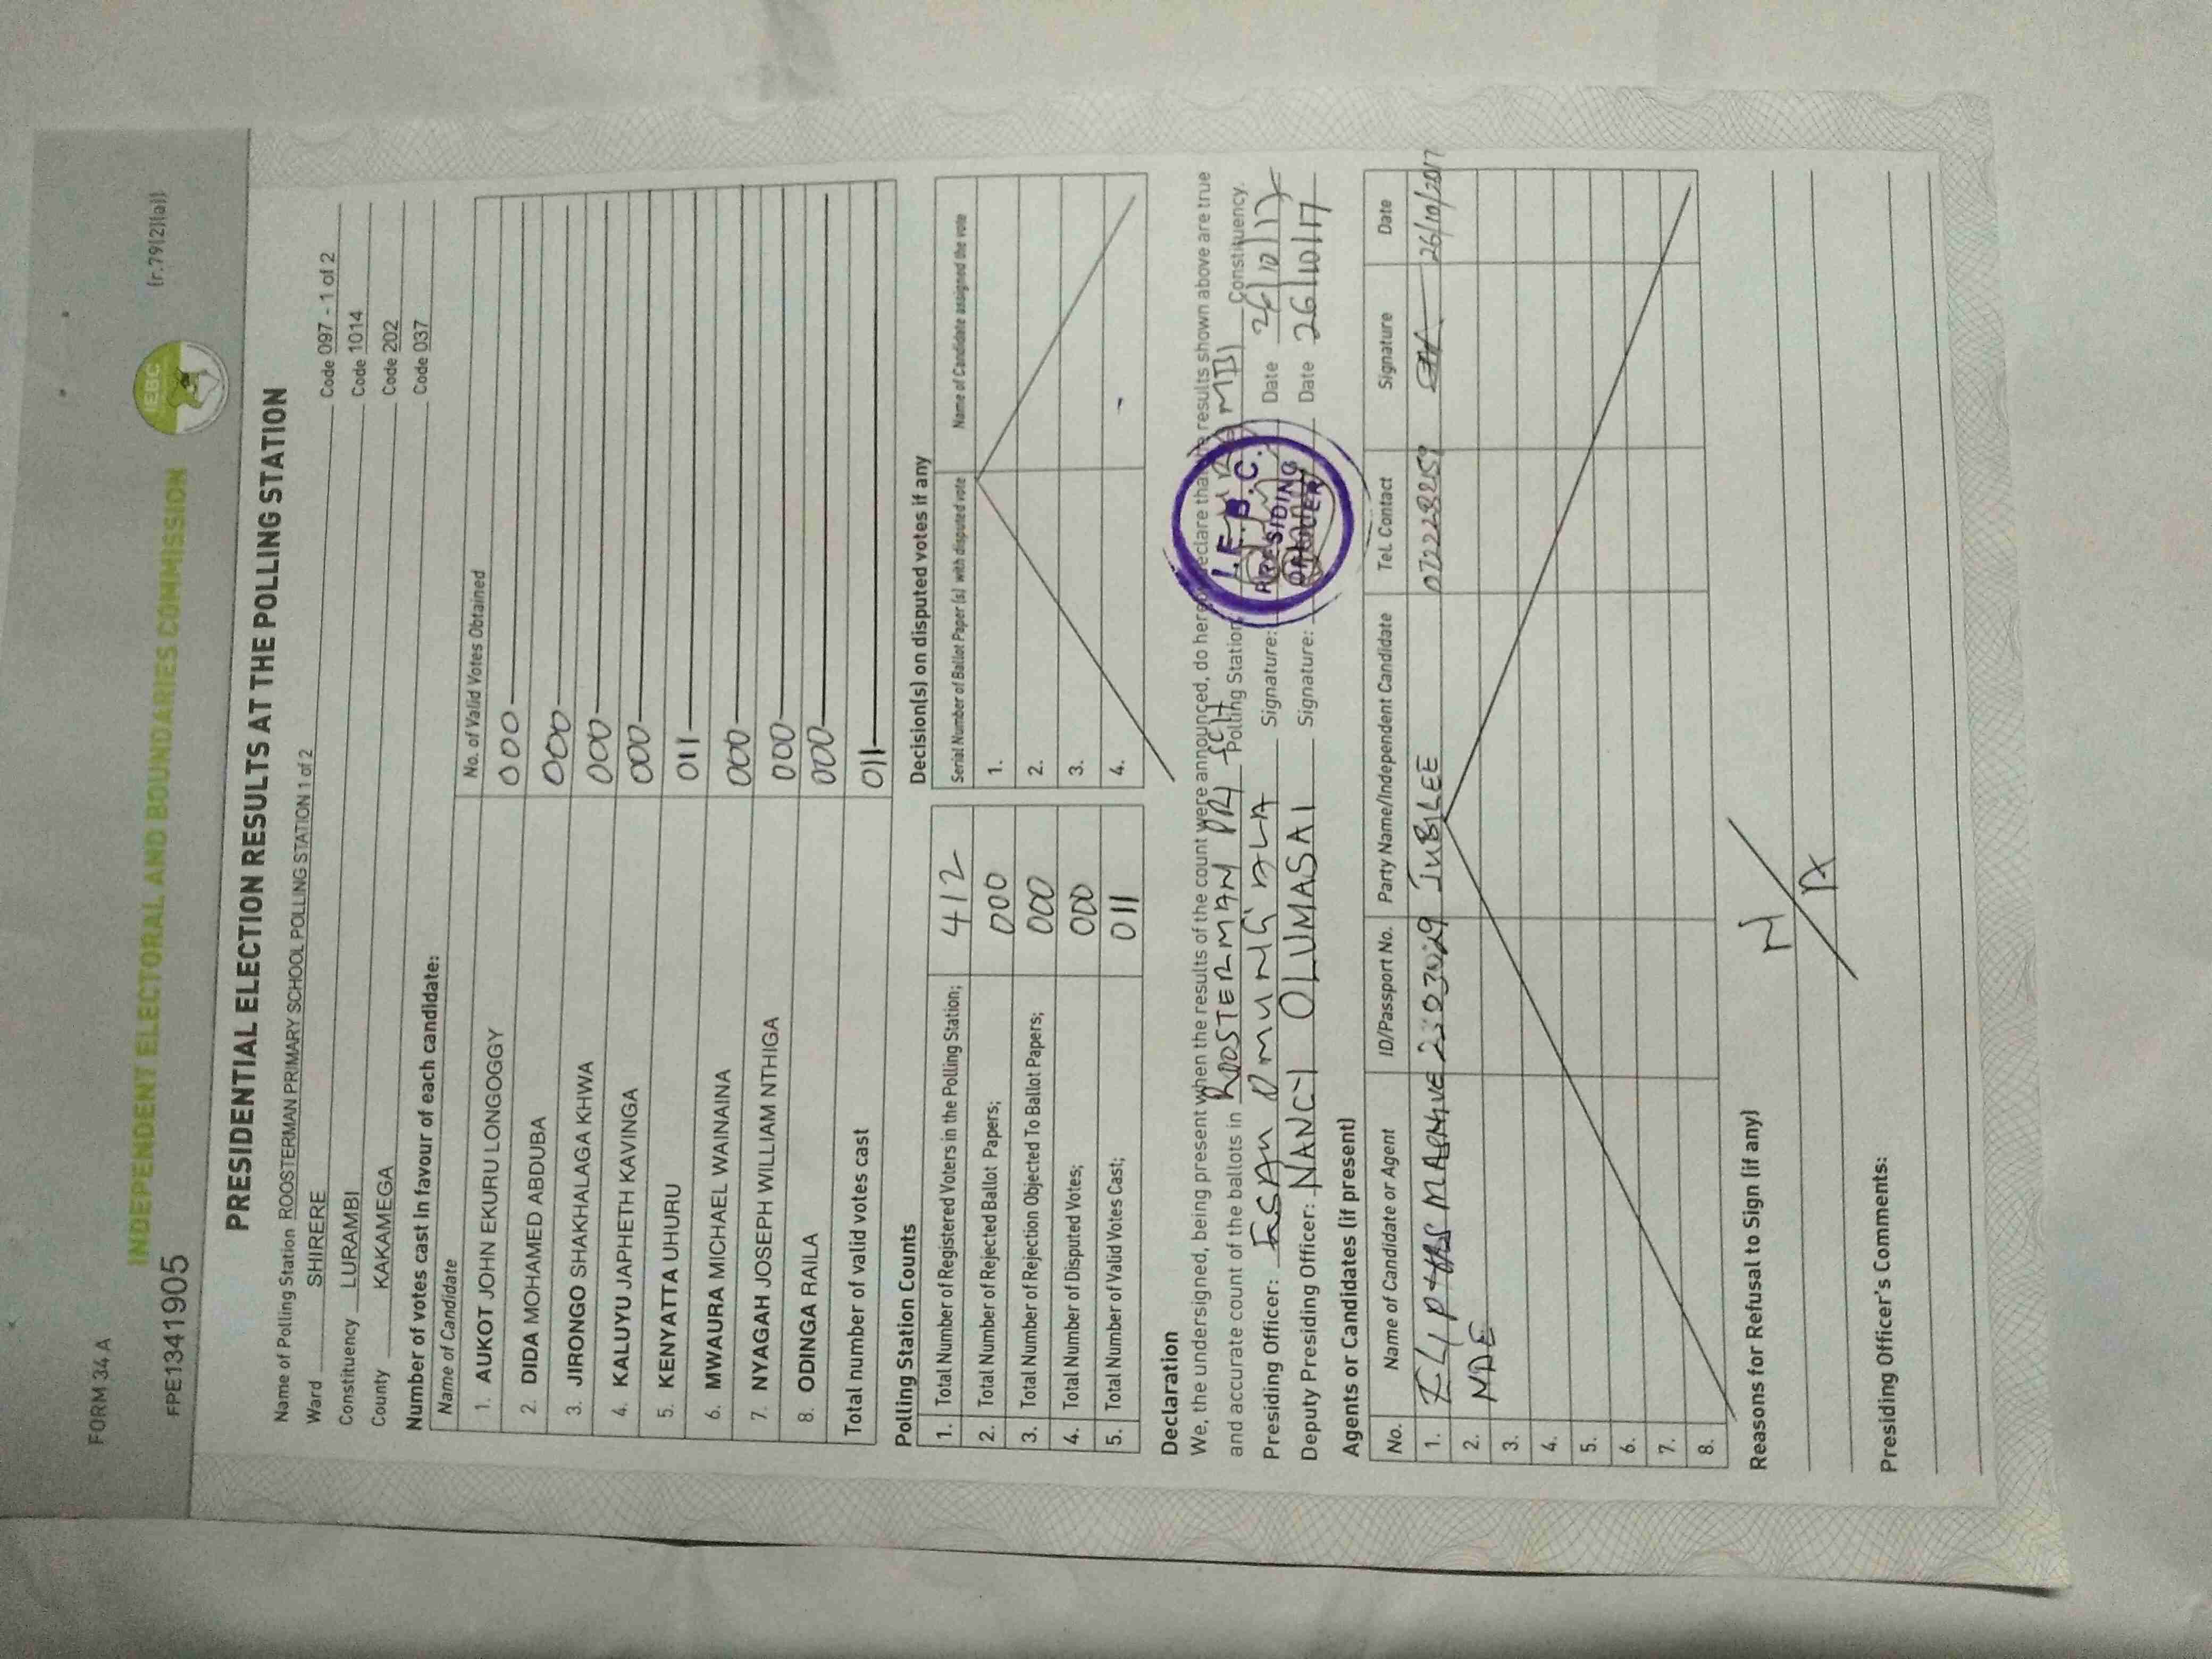 FORM 34 A
INDEPENDENT ELECTORAL AND BOUNDARIES COMMISSION
IEBC
(r.79(2)(a))
FPE1341905
PRESIDENTIAL ELECTION RESULTS AT THE POLLING STATION
Name of Polling Station ROOSTERMAN PRIMARY SCHOOL POLLING STATION 1 of 2 Code 097 - 1 of 2
Ward SHIRERE Code 1014
Constituency LURAMBI Code 202
County KAKAMEGA Code 037
Number of votes cast in favour of each candidate:
Name of Candidate No. of Valid Votes Obtained
1. AUKOT JOHN EKURU LONGOGGY 000
2. DIDA MOHAMED ABDUBA 000
3. JIRONGO SHAKHALAGA KHWA 000
4. KALUYU JAPHETH KAVINGA 000
5. KENYATTA UHURU 011
6. MWAURA MICHAEL WAINAINA 000
7. NYAGAH JOSEPH WILLIAM NTHIGA 000
8. ODINGA RAILA 000
Total number of valid votes cast 011
Polling Station Counts
1. Total Number of Registered Voters in the Polling Station; 412
2. Total Number of Rejected Ballot Papers; 000
3. Total Number of Rejection Objected To Ballot Papers; 000
4. Total Number of Disputed Votes; 000
5. Total Number of Valid Votes Cast; 011
Decision(s) on disputed votes if any
Serial Number of Ballot Paper (s) with disputed vote Name of Candidate assigned the vote
1.
2.
3.
4.
Declaration
We, the undersigned, being present when the results of the count were announced, do hereby declare that the results shown above are true
and accurate count of the ballots in ROOSTERMAN PRI SCH Polling Station Constituency.
Presiding Officer: ESAU Signature: Date 26/10/17
Deputy Presiding Officer: NANCY OLUMASAI Signature: Date 26/10/17
I.E.B.C.
PRESIDING
OFFICER
Agents or Candidates (if present)
No. Name of Candidate or Agent ID/Passport No. Party Name/Independent Candidate Tel. Contact Signature Date
1. JUBLEE 26/10/2017
2.
3.
4.
5.
6.
7.
8.
Reasons for Refusal to Sign (if any)
N/A
Presiding Officer's Comments: